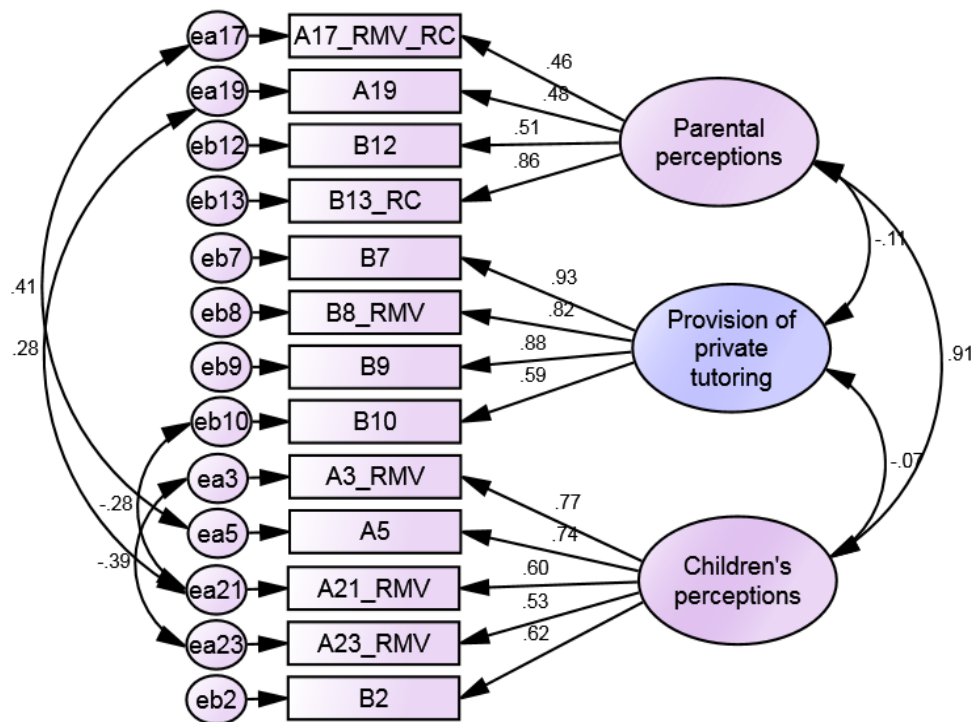 ea17
A17_RMV_RC
.46
ea19
A19
.48
eb12
B12
.51
Parental
perceptions
eb13
B13_RC
.86
eb7
B7
.93
-.11
eb8
B8_RMV
.82
eb9
B9
.88
Provision of
private
tutoring
eb10
B10
.59
.41
.28
.91
ea3
A3_RMV
.77
-.07
ea5
A5
.74
-.28
-.39
ea21
A21_RMV
.60
Children's
perceptions
ea23
A23_RMV
.53
eb2
B2
.62